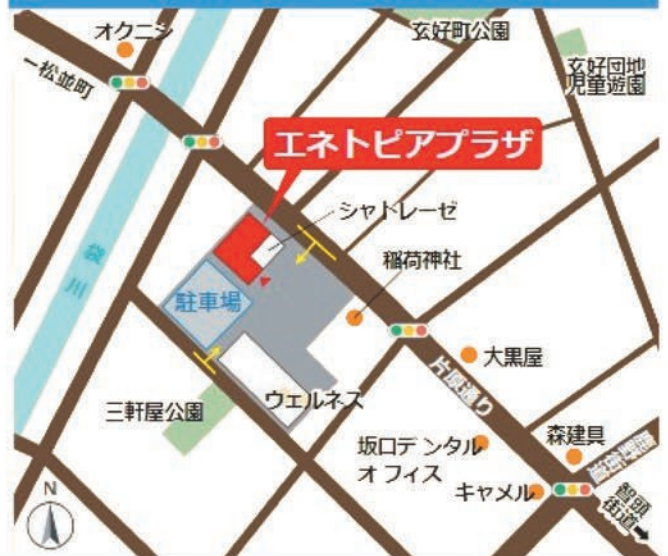 オクニシ
玄好町公園
ー松並町
玄好団地
児童遊園
エネトピアプラザ
シャトレーゼ
稲荷神社
袋川
駐車場
大黒屋
片原通り
ウェルネス
三軒屋公園
坂口デンタル
オフィス
森建具
キャメル
智頭
街道
N